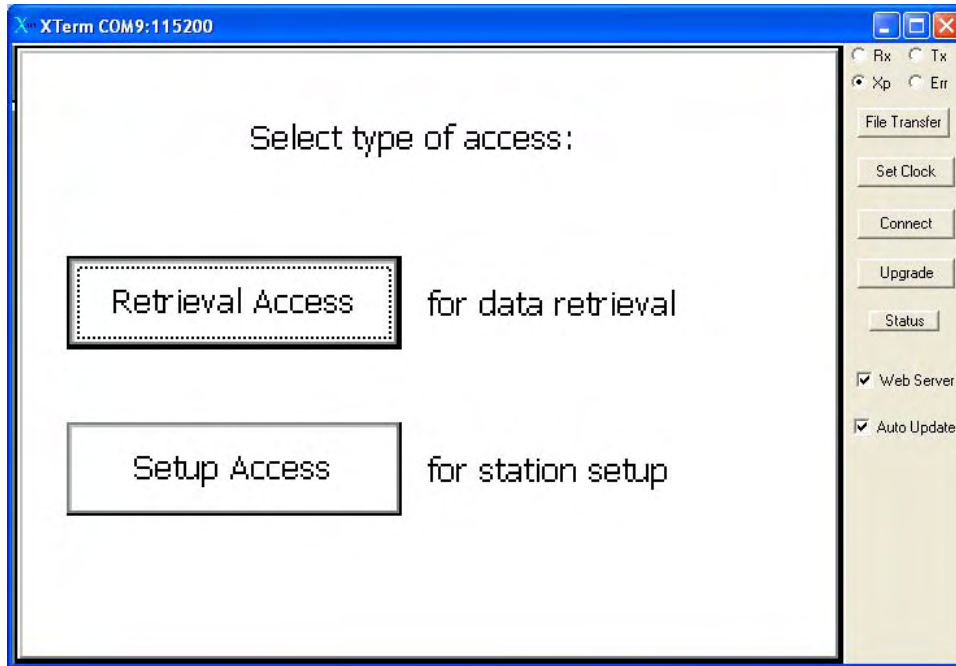 XTerm COM9:115200
Rx Tx
Xp Err
File Transfer
Set Clock
Connect
Upgrade
Status
Web Server
Auto Update
Select type of access:
Retrieval Access for data retrieval
Setup Access for station setup